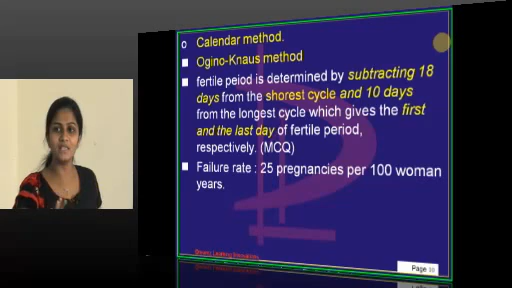 Calendar method.
Ogino-Knaus method
fertile peiod is determined by subtracting 18
days from the shorest cycle and 10 days
from the longest cycle which gives the first
and the last day of fertile period,
respectively. (MCQ)
Failure rate : 25 pregnancies per 100 woman
years.
Page